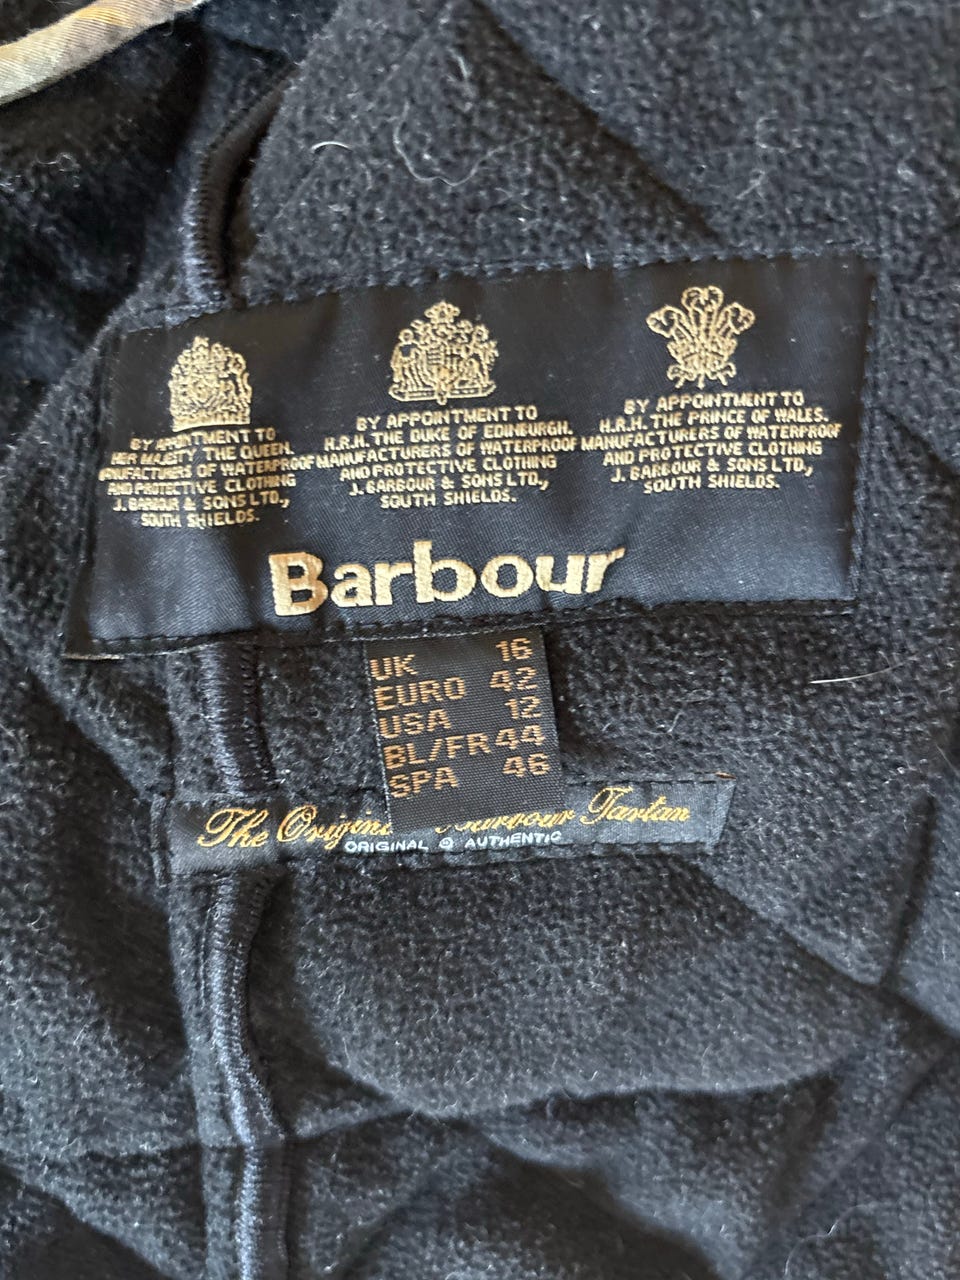 BY APPOINTMENT TO
HER MAJESTY THE QUEEN.
MANUFACTURERS OF WATERPROOF
AND PROTECTIVE CLOTHING
J. BARBOUR & SONS LTD.,
SOUTH SHIELDS.
BY APPOINTMENT TO
H.R.H. THE DUKE OF EDINBURGH.
MANUFACTURERS OF WATERPROOF
AND PROTECTIVE CLOTHING
J. BARBOUR & SONS LTD.,
SOUTH SHIELDS.
BY APPOINTMENT TO
H.R.H. THE PRINCE OF WALES.
MANUFACTURERS OF WATERPROOF
AND PROTECTIVE CLOTHING
J. BARBOUR & SONS LTD.,
SOUTH SHIELDS.
Barbour
UK 16
EURO 42
USA 12
BL/FR 44
SPA 46
The Original Barbour Tartan
ORIGINAL & AUTHENTIC